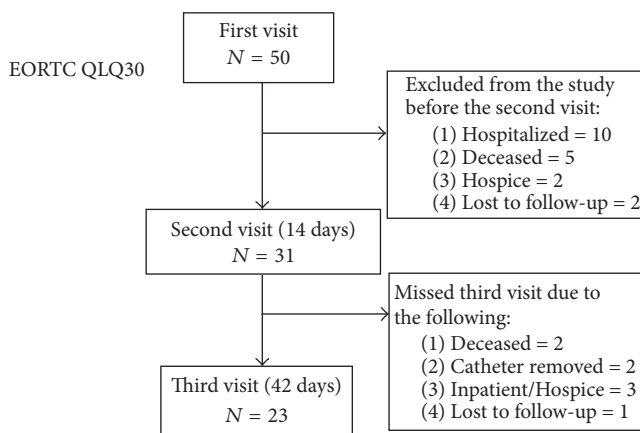 First visit
N = 50
EORTC QLQ30
Excluded from the study
before the second visit:
(1) Hospitalized = 10
(2) Deceased = 5
(3) Hospice = 2
(4) Lost to follow-up = 2
Second visit (14 days)
N = 31
Missed third visit due to
the following:
(1) Deceased = 2
(2) Catheter removed = 2
(3) Inpatient/Hospice = 3
(4) Lost to follow-up = 1
Third visit (42 days)
N = 23